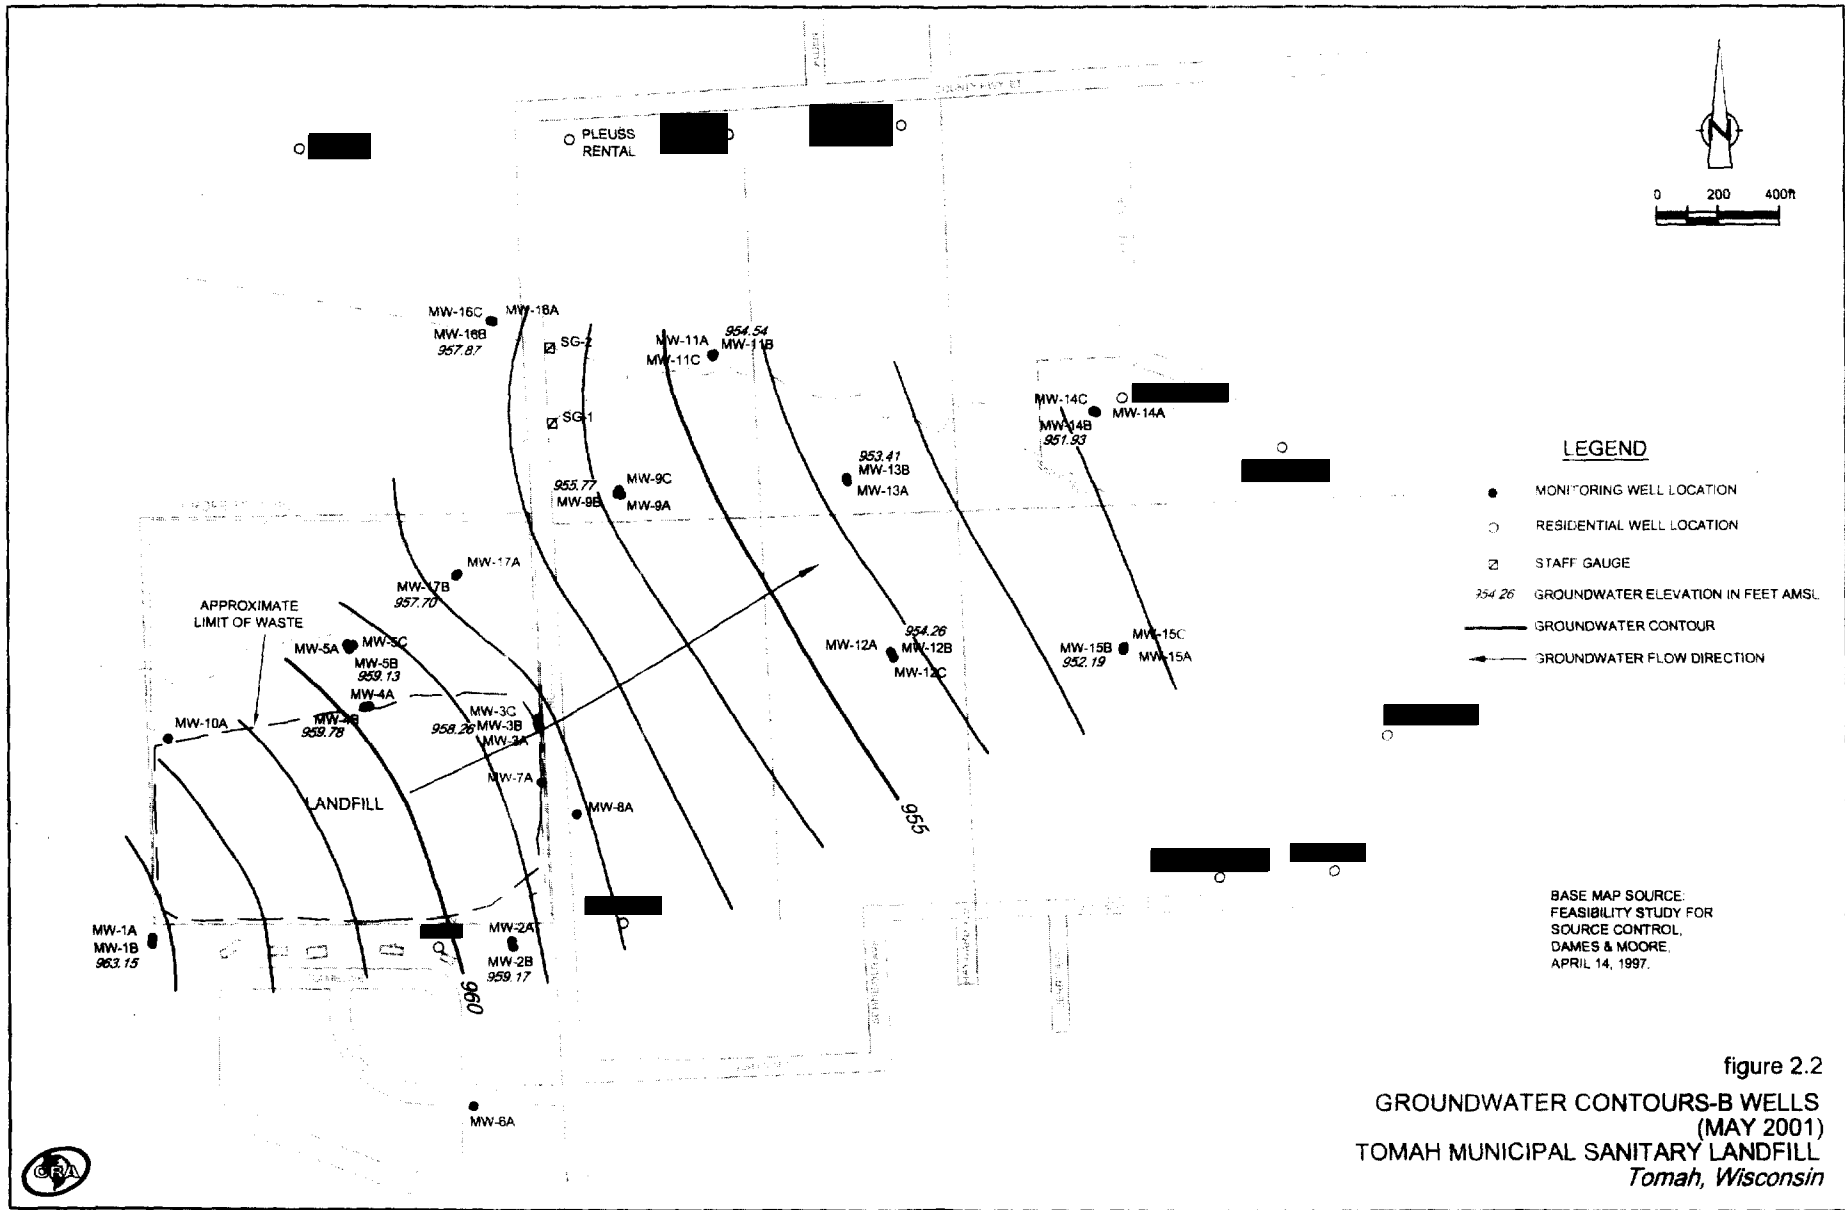 COUNTY HWY ET
PLEUSS
RENTAL
N
0 200 400ft
MW-16C
MW-16A
MW-16B
957.87
SG-2
SG-1
MW-11A
954.54
MW-11B
MW-11C
MW-14C
MW-14A
MW-14B
951.93
953.41
MW-13B
MW-13A
955.77
MW-9C
MW-9B
MW-9A
LEGEND
MONITORING WELL LOCATION
RESIDENTIAL WELL LOCATION
STAFF GAUGE
954.26 GROUNDWATER ELEVATION IN FEET AMSL
GROUNDWATER CONTOUR
GROUNDWATER FLOW DIRECTION
MW-17A
MW-17B
957.70
APPROXIMATE
LIMIT OF WASTE
MW-5A
MW-5C
MW-5B
959.13
MW-4A
MW-4B
959.78
MW-10A
MW-3C
958.26
MW-3B
MW-3A
MW-7A
MW-8A
LANDFILL
954.26
MW-12A
MW-12B
MW-12C
MW-15C
MW-15B
952.19
MW-15A
955
MW-1A
MW-1B
963.15
MW-2A
MW-2B
959.17
960
MW-6A
BASE MAP SOURCE:
FEASIBILITY STUDY FOR
SOURCE CONTROL,
DAMES & MOORE,
APRIL 14, 1997.
figure 2.2
GROUNDWATER CONTOURS-B WELLS
(MAY 2001)
TOMAH MUNICIPAL SANITARY LANDFILL
Tomah, Wisconsin
CRA